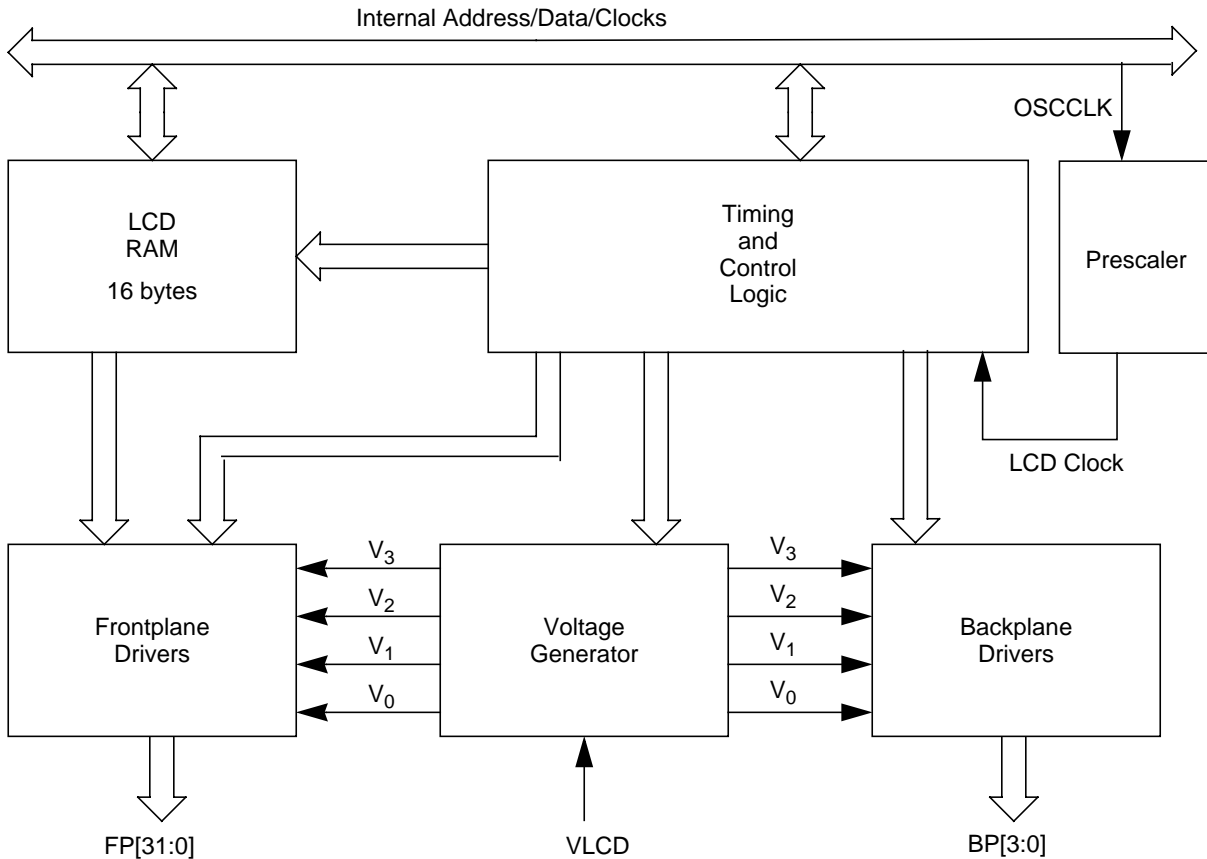 Internal Address/Data/Clocks
OSCCLK
LCD
RAM
16 bytes
Timing
and
Control
Logic
Prescaler
LCD Clock
V3
V2
V1
V0
V3
V2
V1
V0
Frontplane
Drivers
Voltage
Generator
Backplane
Drivers
FP[31:0]
VLCD
BP[3:0]